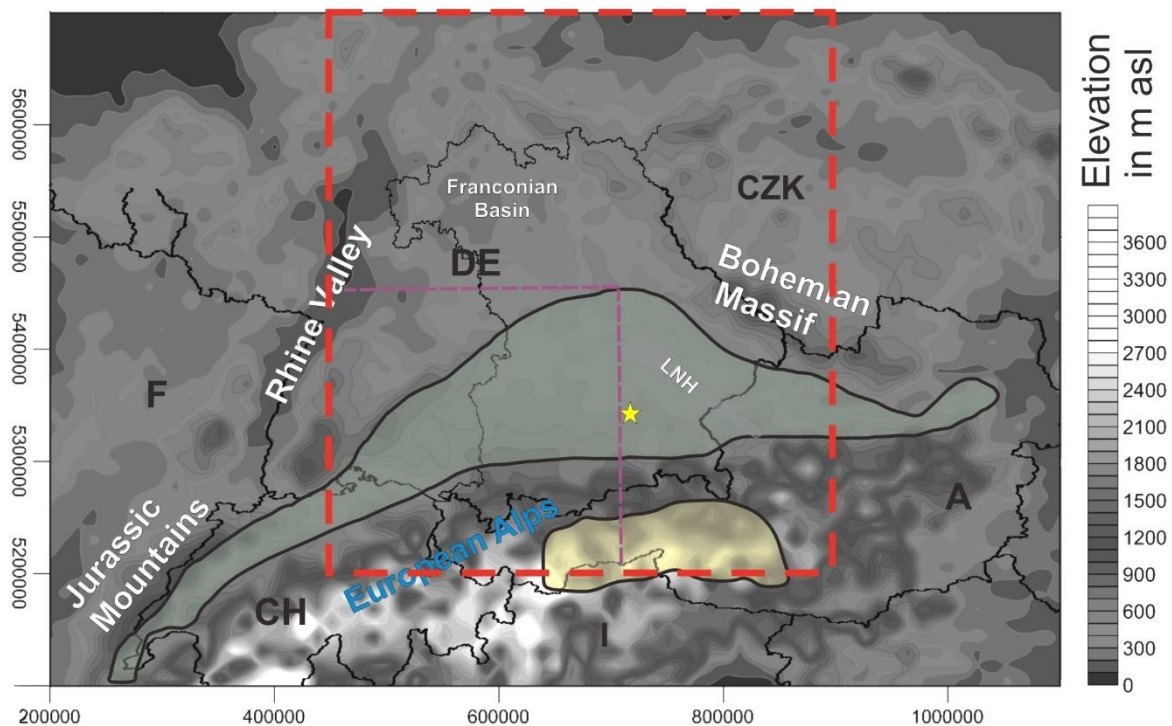 Franconian
Basin
CZK
DE
Bohemian
Massif
Rhine Valley
LNH
F
A
Jurassic
Mountains
European Alps
CH
I
5600000
5500000
5400000
5300000
5200000
200000
400000
600000
800000
1000000
Elevation
in m asl
3600
3300
3000
2700
2400
2100
1800
1500
1200
900
600
300
0